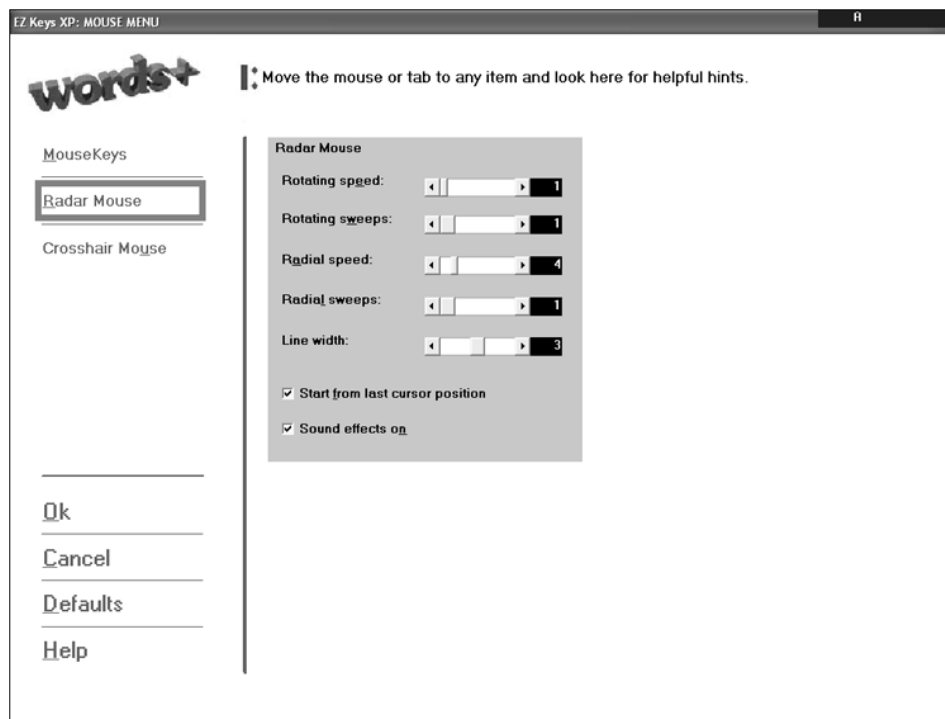 EZ Keys XP: MOUSE MENU
A
words+
Move the mouse or tab to any item and look here for helpful hints.
MouseKeys
Radar Mouse
Crosshair Mouse
Ok
Cancel
Defaults
Help
Radar Mouse
Rotating speed: 1
Rotating sweeps: 1
Radial speed: 4
Radial sweeps: 1
Line width: 3
Start from last cursor position
Sound effects on